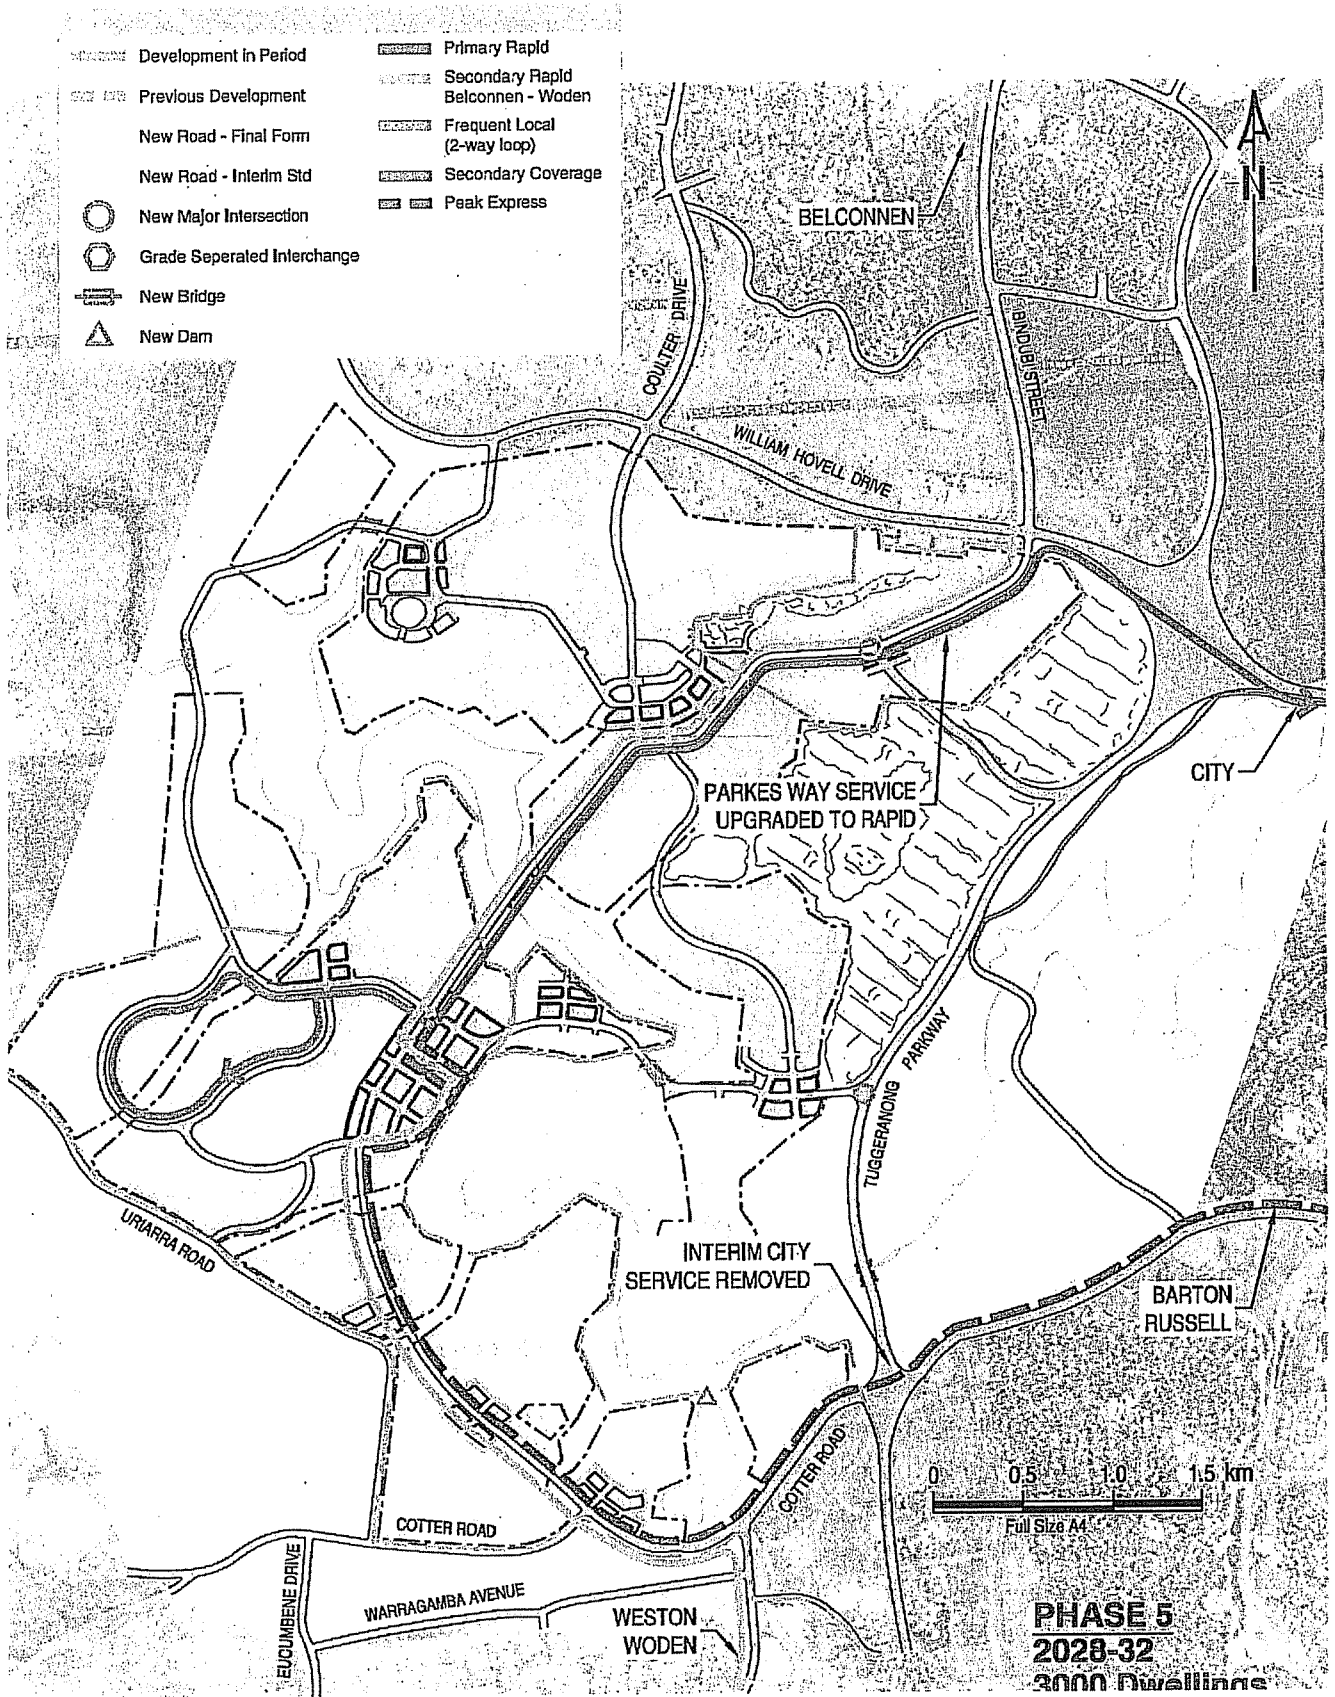 Development in Period
Previous Development
New Road - Final Form
New Road - Interim Std
New Major Intersection
Grade Seperated Interchange
New Bridge
New Dam
Primary Rapid
Secondary Rapid
Belconnen - Woden
Frequent Local
(2-way loop)
Secondary Coverage
Peak Express
N
BELCONNEN
COULTER DRIVE
BINDUBI STREET
WILLIAM HOVELL DRIVE
CITY
PARKES WAY SERVICE
UPGRADED TO RAPID
TUGGERANONG PARKWAY
URIARRA ROAD
INTERIM CITY
SERVICE REMOVED
BARTON
RUSSELL
COTTER ROAD
0 0.5 1.0 1.5 km
Full Size A4
COTTER ROAD
EUCUMBENE DRIVE
WARRAGAMBA AVENUE
WESTON
WODEN
PHASE 5
2028-32
3000 Dwellings